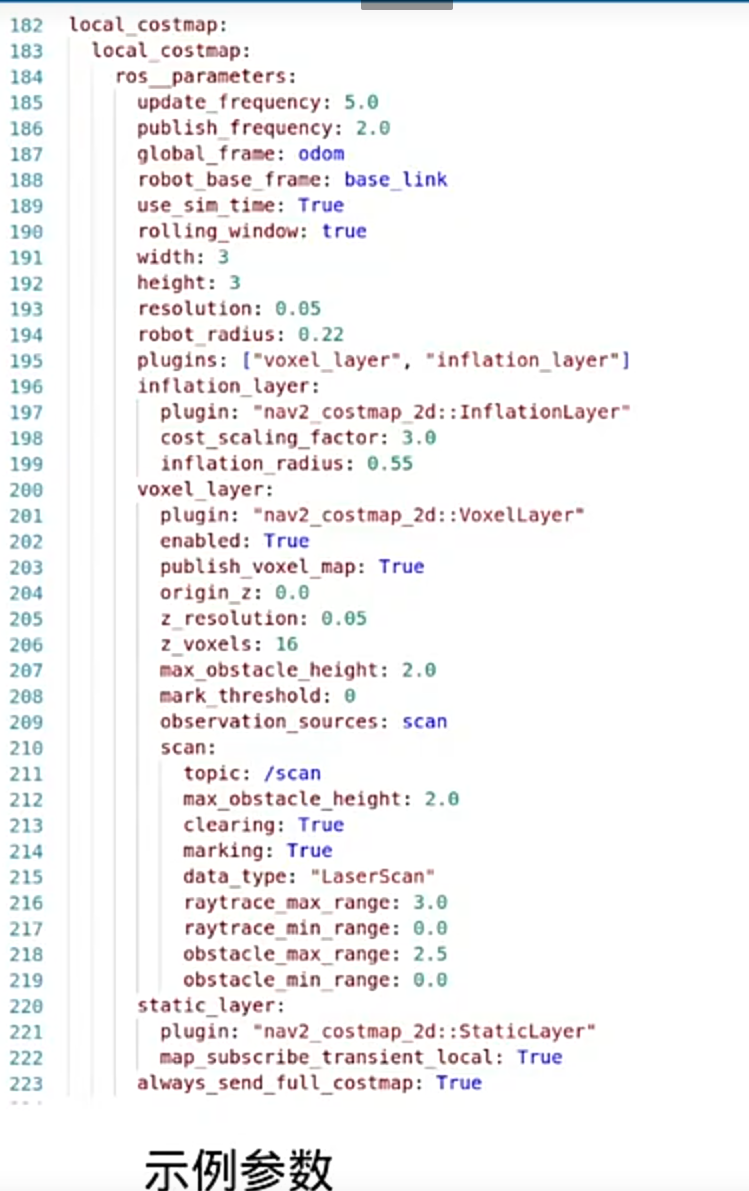 182 local_costmap:
183   local_costmap:
184     ros__parameters:
185       update_frequency: 5.0
186       publish_frequency: 2.0
187       global_frame: odom
188       robot_base_frame: base_link
189       use_sim_time: True
190       rolling_window: true
191       width: 3
192       height: 3
193       resolution: 0.05
194       robot_radius: 0.22
195       plugins: ["voxel_layer", "inflation_layer"]
196       inflation_layer:
197         plugin: "nav2_costmap_2d::InflationLayer"
198         cost_scaling_factor: 3.0
199         inflation_radius: 0.55
200       voxel_layer:
201         plugin: "nav2_costmap_2d::VoxelLayer"
202         enabled: True
203         publish_voxel_map: True
204         origin_z: 0.0
205         z_resolution: 0.05
206         z_voxels: 16
207         max_obstacle_height: 2.0
208         mark_threshold: 0
209         observation_sources: scan
210         scan:
211           topic: /scan
212           max_obstacle_height: 2.0
213           clearing: True
214           marking: True
215           data_type: "LaserScan"
216           raytrace_max_range: 3.0
217           raytrace_min_range: 0.0
218           obstacle_max_range: 2.5
219           obstacle_min_range: 0.0
220       static_layer:
221         plugin: "nav2_costmap_2d::StaticLayer"
222         map_subscribe_transient_local: True
223       always_send_full_costmap: True
示例参数